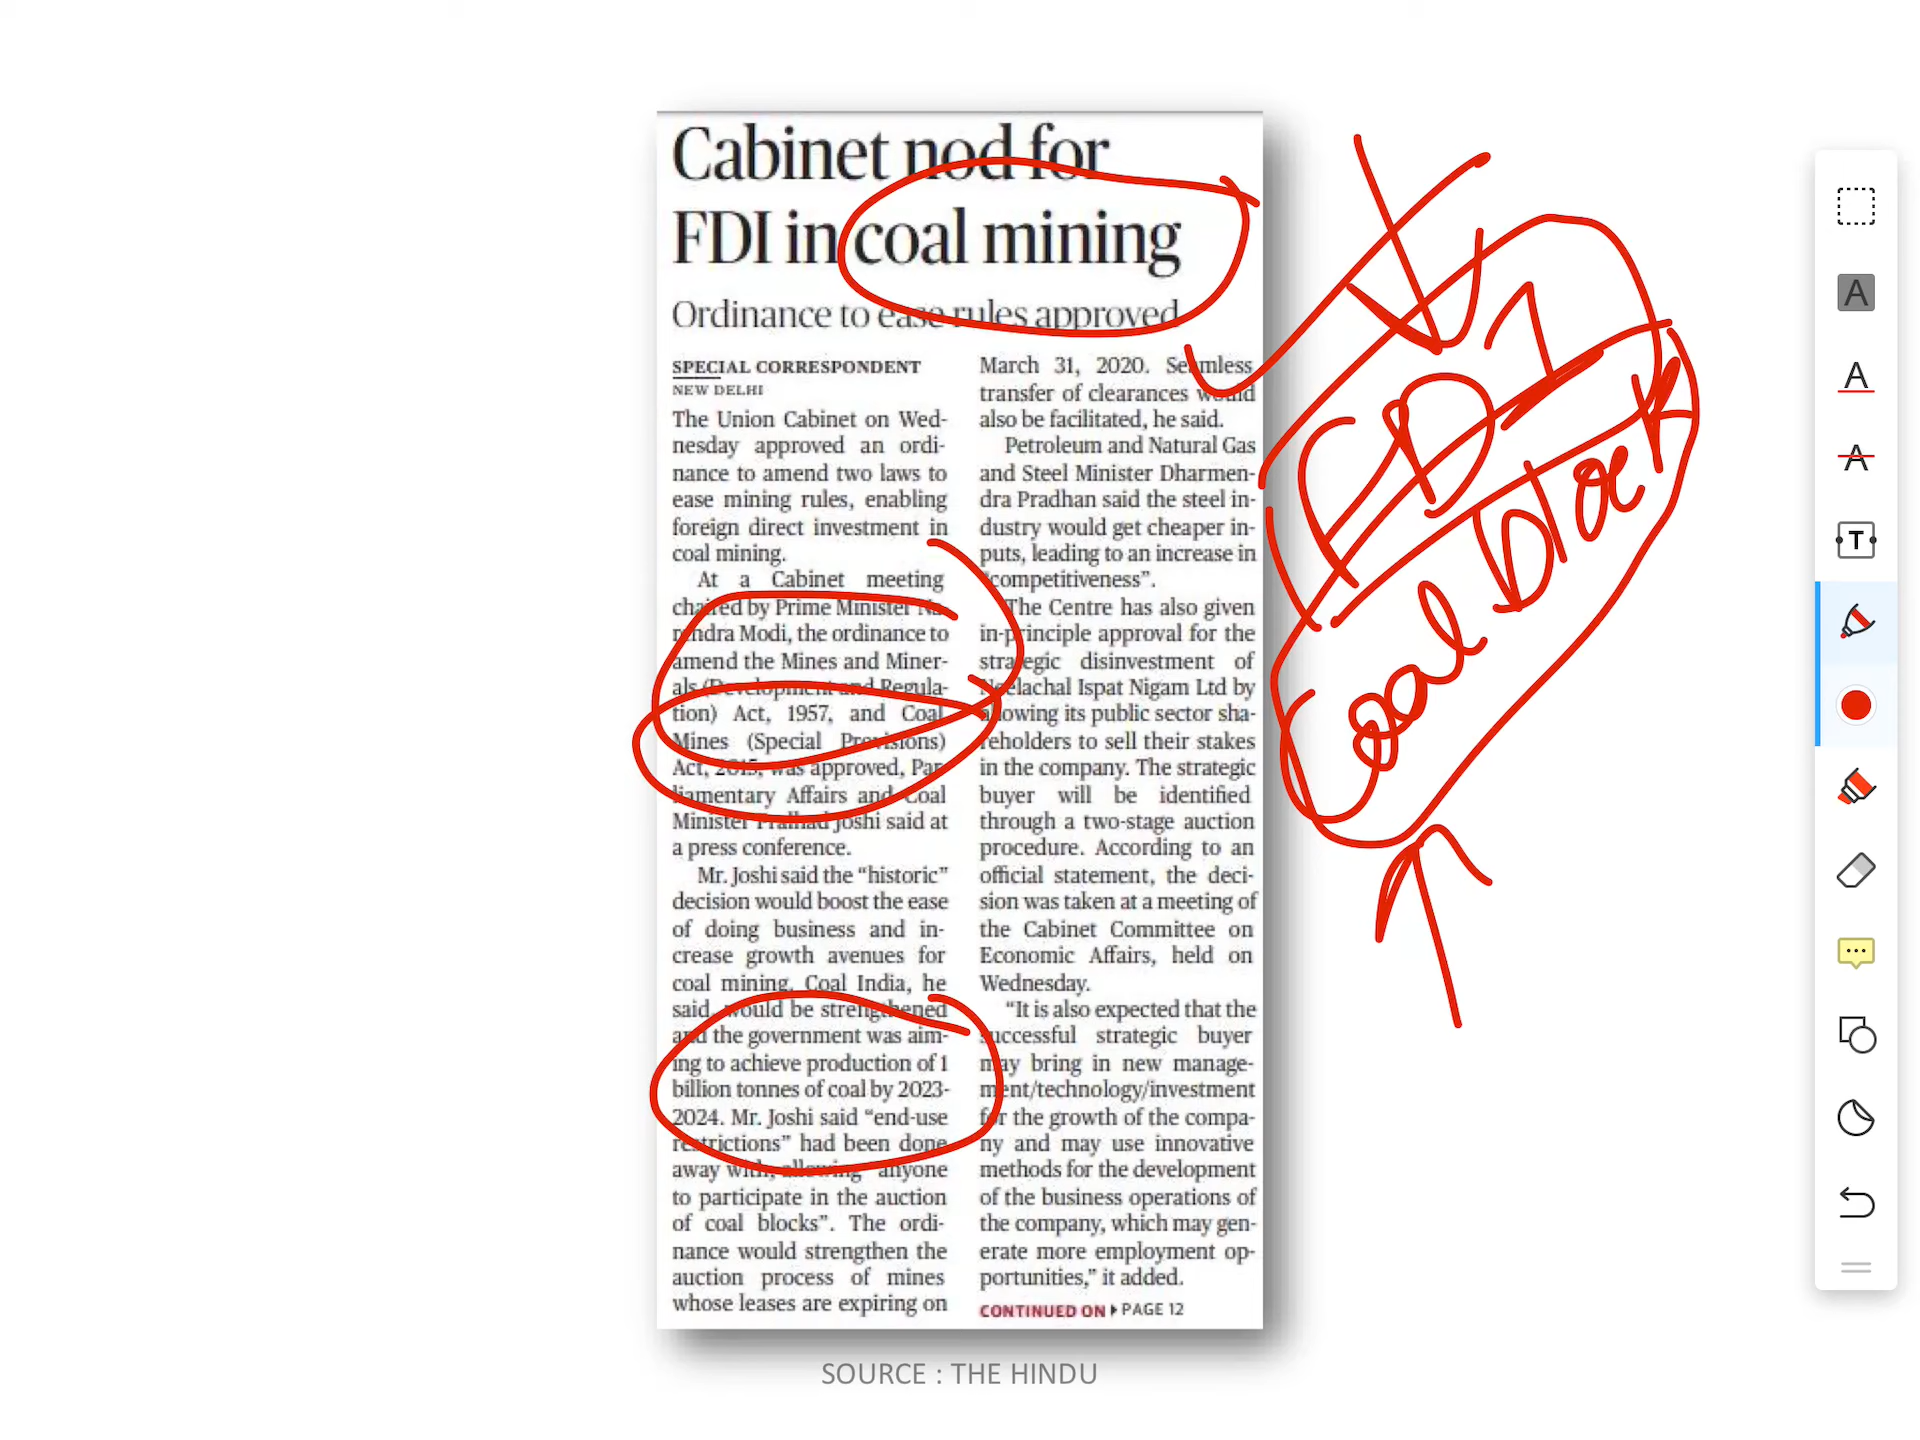 Cabinet nod for
FDI in coal mining
Ordinance to ease rules approved
SPECIAL CORRESPONDENT
NEW DELHI
The Union Cabinet on Wed-
nesday approved an ordi-
nance to amend two laws to
ease mining rules, enabling
foreign direct investment in
coal mining.
At a Cabinet meeting
chaired by Prime Minister Na-
rendra Modi, the ordinance to
amend the Mines and Miner-
als (Development and Regula-
tion) Act, 1957, and Coal
Mines (Special Provisions)
Act, 2015, was approved, Par-
liamentary Affairs and Coal
Minister Pralhad Joshi said at
a press conference.
Mr. Joshi said the “historic”
decision would boost the ease
of doing business and in-
crease growth avenues for
coal mining. Coal India, he
said, would be strengthened
and the government was aim-
ing to achieve production of 1
billion tonnes of coal by 2023-
2024. Mr. Joshi said “end-use
restrictions” had been done
away with, allowing “anyone
to participate in the auction
of coal blocks”. The ordi-
nance would strengthen the
auction process of mines
whose leases are expiring on
March 31, 2020. Seamless
transfer of clearances would
also be facilitated, he said.
Petroleum and Natural Gas
and Steel Minister Dharmen-
dra Pradhan said the steel in-
dustry would get cheaper in-
puts, leading to an increase in
“competitiveness”.
The Centre has also given
in-principle approval for the
strategic disinvestment of
Neelachal Ispat Nigam Ltd by
allowing its public sector sha-
reholders to sell their stakes
in the company. The strategic
buyer will be identified
through a two-stage auction
procedure. According to an
official statement, the deci-
sion was taken at a meeting of
the Cabinet Committee on
Economic Affairs, held on
Wednesday.
“It is also expected that the
successful strategic buyer
may bring in new manage-
ment/technology/investment
for the growth of the compa-
ny and may use innovative
methods for the development
of the business operations of
the company, which may gen-
erate more employment op-
portunities,” it added.
CONTINUED ON PAGE 12
Coal block
SOURCE : THE HINDU